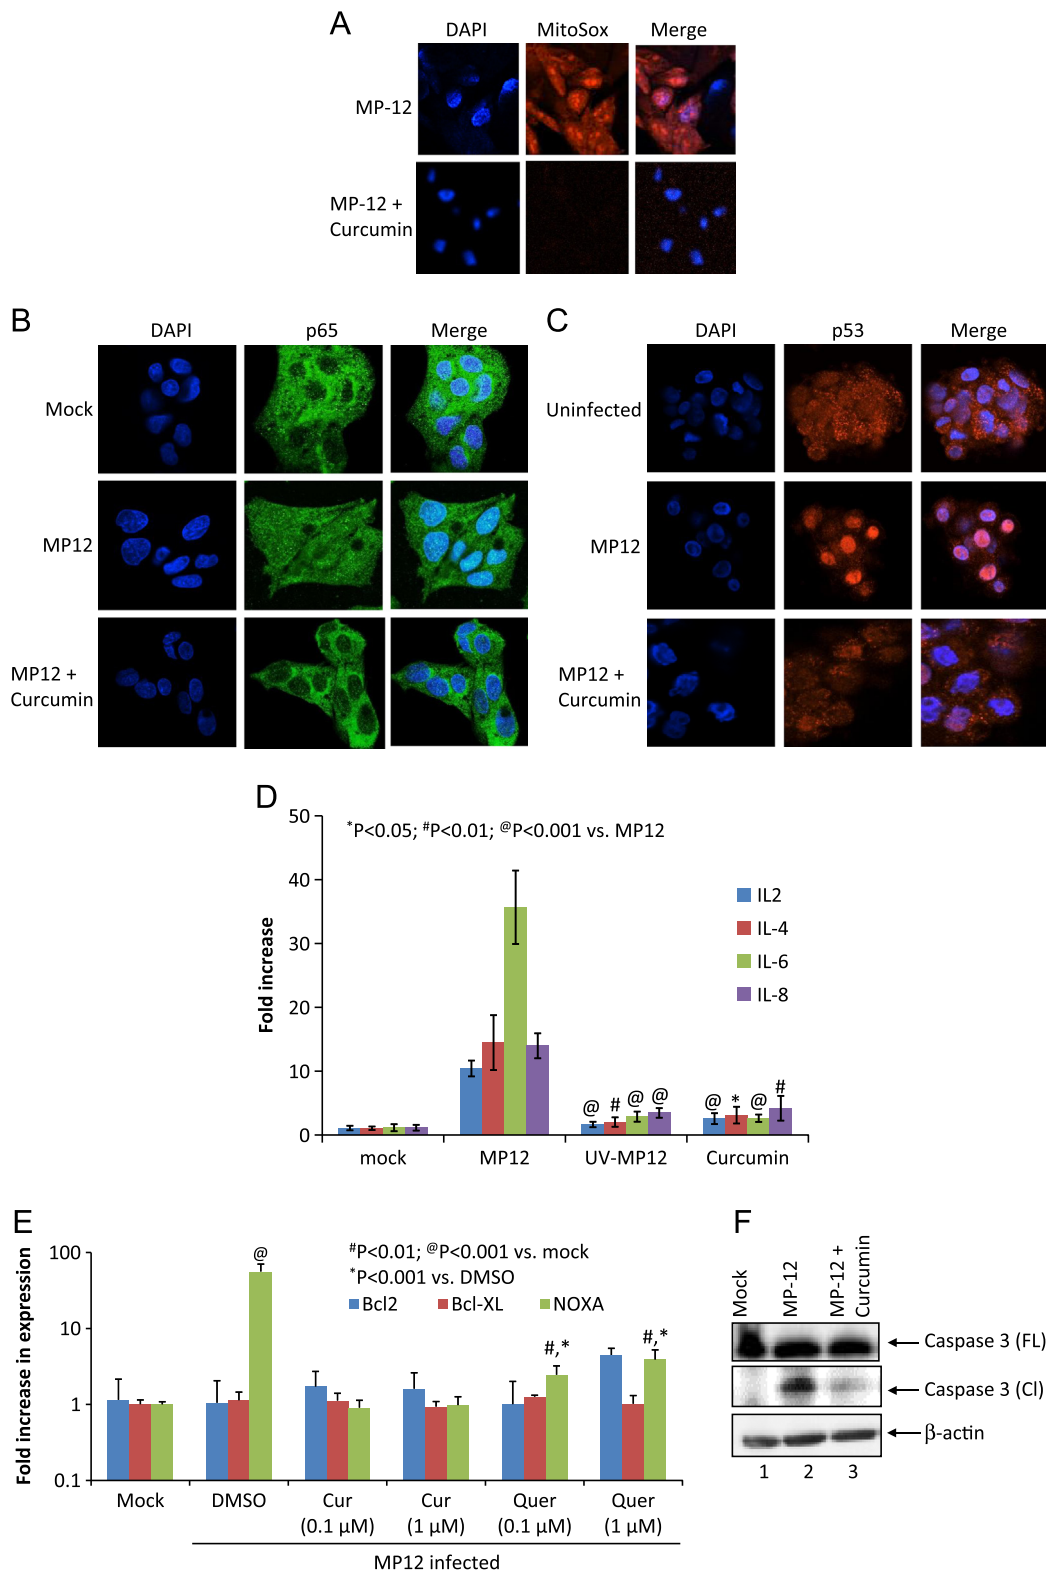 A
DAPI MitoSox Merge
MP-12
MP-12 +
Curcumin
B
DAPI p65 Merge
Mock
MP12
MP12 +
Curcumin
C
DAPI p53 Merge
Uninfected
MP12
MP12 +
Curcumin
D
*P<0.05; #P<0.01; @P<0.001 vs. MP12
Fold increase
50
40
30
20
10
0
IL2
IL-4
IL-6
IL-8
@ # @ @ @ * @ #
mock MP12 UV-MP12 Curcumin
E
#P<0.01; @P<0.001 vs. mock
*P<0.001 vs. DMSO
Bcl2 Bcl-XL NOXA
Fold increase in expression
100
10
1
0.1
@
#,*
#,*
Mock DMSO Cur Cur Quer Quer
(0.1 µM) (1 µM) (0.1 µM) (1 µM)
MP12 infected
F
Mock
MP-12
MP-12 +
Curcumin
Caspase 3 (FL)
Caspase 3 (Cl)
β-actin
1 2 3